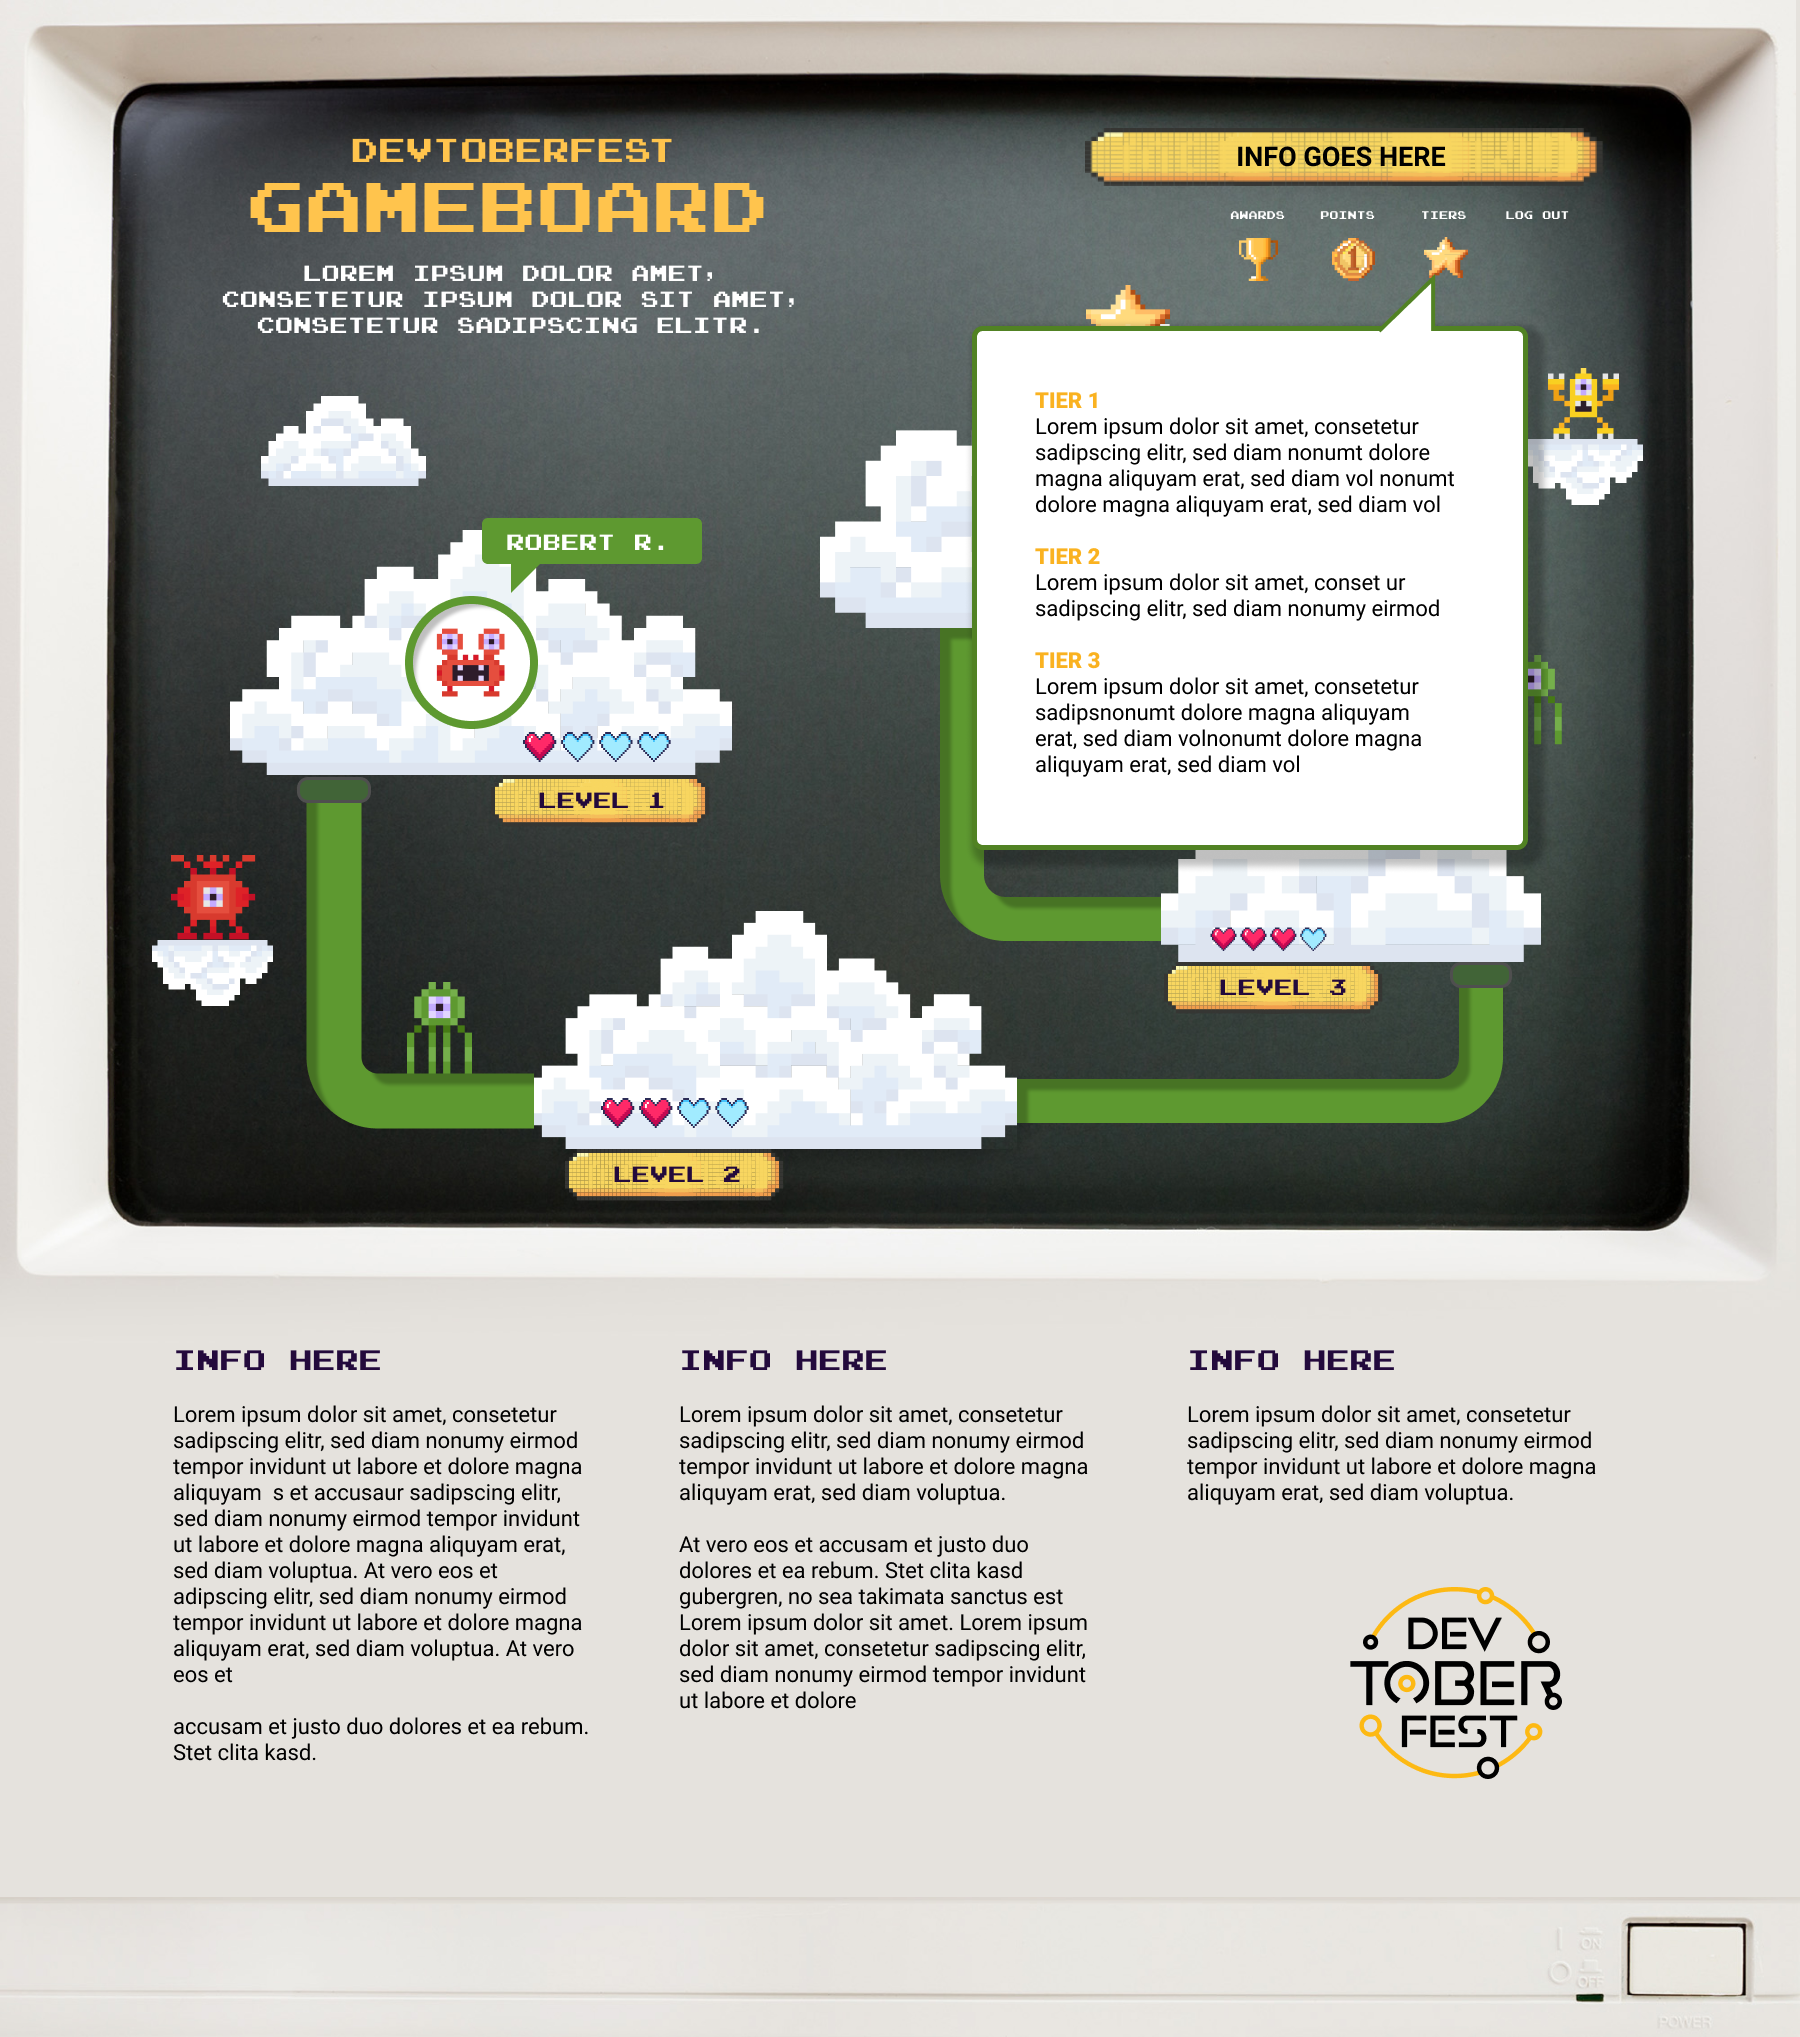 DEVTOBERFEST
GAMEBOARD
LOREM IPSUM DOLOR AMET,
CONSETETUR IPSUM DOLOR SIT AMET,
CONSETETUR SADIPSCING ELITR.
INFO GOES HERE
AWARDS POINTS TIERS LOG OUT
1
TIER 1
Lorem ipsum dolor sit amet, consetetur
sadipscing elitr, sed diam nonumt dolore
magna aliquyam erat, sed diam vol nonumt
dolore magna aliquyam erat, sed diam vol
TIER 2
Lorem ipsum dolor sit amet, conset ur
sadipscing elitr, sed diam nonumy eirmod
TIER 3
Lorem ipsum dolor sit amet, consetetur
sadipsnonumt dolore magna aliquyam
erat, sed diam volnonumt dolore magna
aliquyam erat, sed diam vol
ROBERT R.
LEVEL 1
LEVEL 3
LEVEL 2
INFO HERE
Lorem ipsum dolor sit amet, consetetur
sadipscing elitr, sed diam nonumy eirmod
tempor invidunt ut labore et dolore magna
aliquyam  s et accusaur sadipscing elitr,
sed diam nonumy eirmod tempor invidunt
ut labore et dolore magna aliquyam erat,
sed diam voluptua. At vero eos et
adipscing elitr, sed diam nonumy eirmod
tempor invidunt ut labore et dolore magna
aliquyam erat, sed diam voluptua. At vero
eos et
accusam et justo duo dolores et ea rebum.
Stet clita kasd.
INFO HERE
Lorem ipsum dolor sit amet, consetetur
sadipscing elitr, sed diam nonumy eirmod
tempor invidunt ut labore et dolore magna
aliquyam erat, sed diam voluptua.
At vero eos et accusam et justo duo
dolores et ea rebum. Stet clita kasd
gubergren, no sea takimata sanctus est
Lorem ipsum dolor sit amet. Lorem ipsum
dolor sit amet, consetetur sadipscing elitr,
sed diam nonumy eirmod tempor invidunt
ut labore et dolore
INFO HERE
Lorem ipsum dolor sit amet, consetetur
sadipscing elitr, sed diam nonumy eirmod
tempor invidunt ut labore et dolore magna
aliquyam erat, sed diam voluptua.
DEV
TOBER
FEST
ON
OFF
POWER